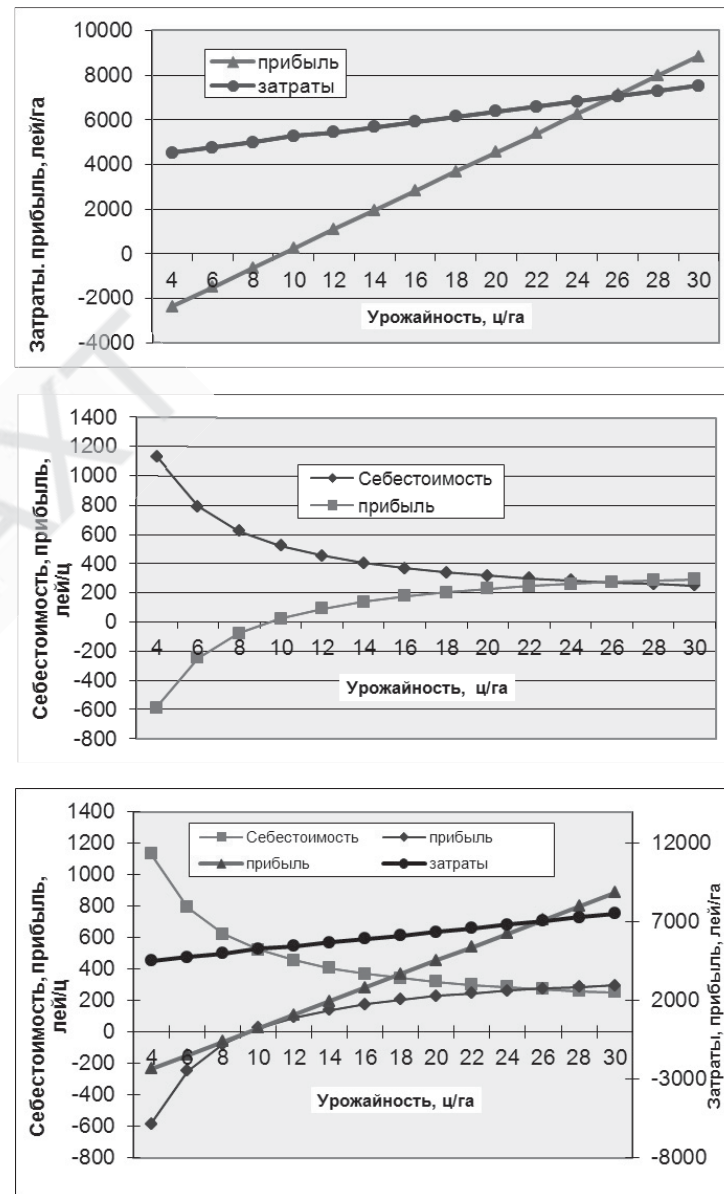 10000
8000
6000
4000
2000
0
-2000
-4000
Затраты. прибыль, лей/га
прибыль
затраты
4 6 8 10 12 14 16 18 20 22 24 26 28 30
Урожайность, ц/га
1400
1200
1000
800
600
400
200
0
-200
-400
-600
-800
Себестоимость, прибыль,
лей/ц
Себестоимость
прибыль
4 6 8 10 12 14 16 18 20 22 24 26 28 30
Урожайность, ц/га
1400
1200
1000
800
600
400
200
0
-200
-400
-600
-800
Себестоимость, прибыль,
лей/ц
Себестоимость прибыль
прибыль затраты
4 6 8 10 12 14 16 18 20 22 24 26 28 30
Урожайность, ц/га
12000
7000
2000
-3000
-8000
Затраты, прибыль, лей/га